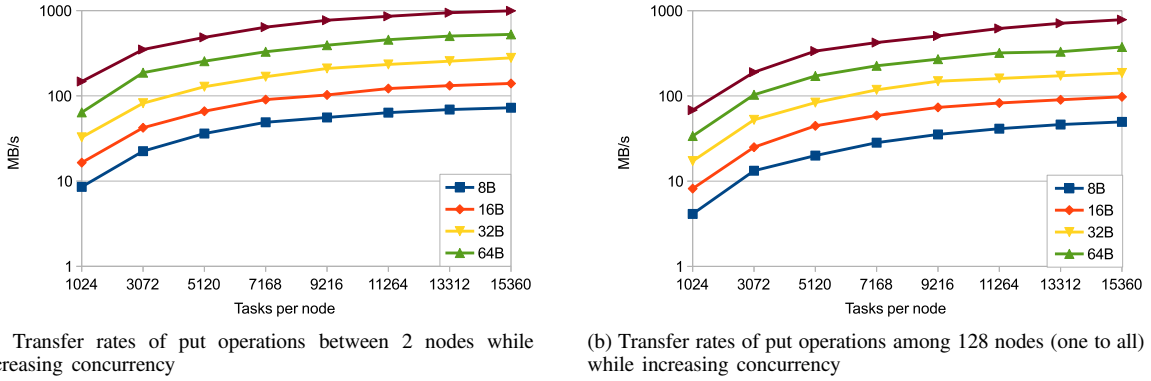 1000
100
10
1
MB/s
1024 3072 5120 7168 9216 11264 13312 15360
Tasks per node
8B
16B
32B
64B
Transfer rates of put operations between 2 nodes while
creasing concurrency
1000
100
10
1
MB/s
1024 3072 5120 7168 9216 11264 13312 15360
Tasks per node
8B
16B
32B
64B
(b) Transfer rates of put operations among 128 nodes (one to all)
while increasing concurrency